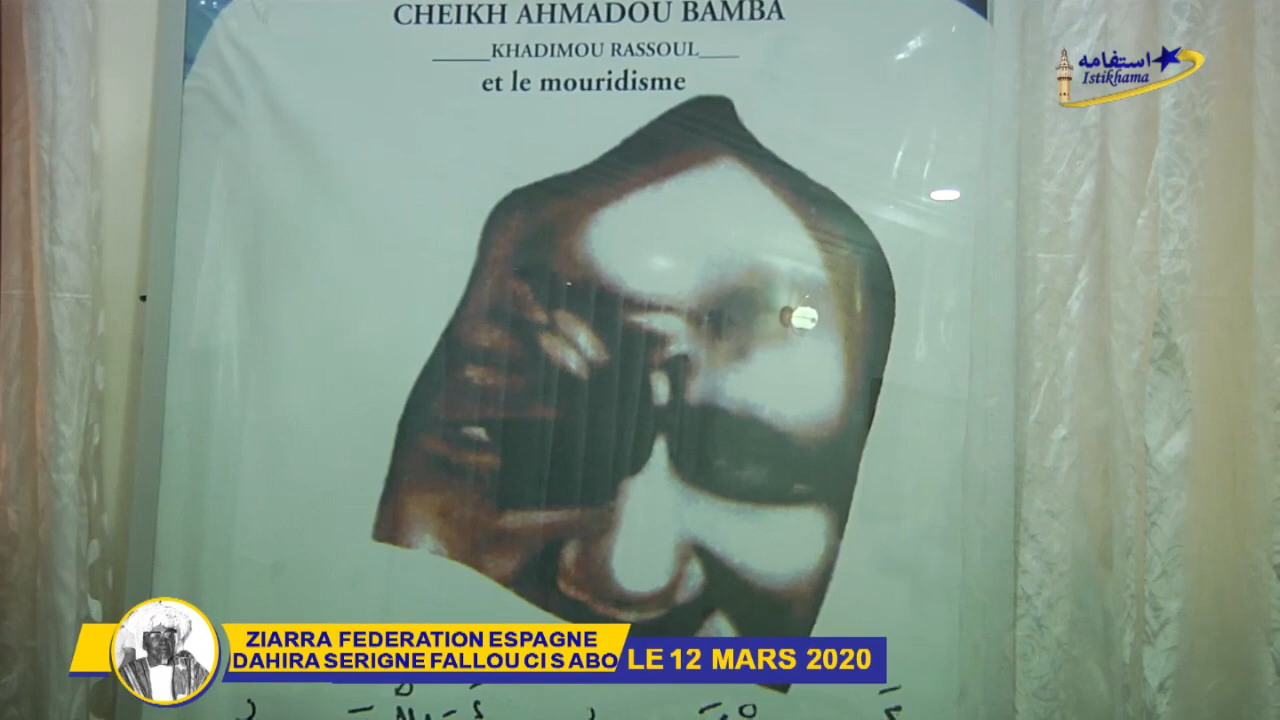 CHEIKH AHMADOU BAMBA
KHADIMOU RASSOUL
et le mouridisme
استفامه
Istikhama
ZIARRA FEDERATION ESPAGNE
DAHIRA SERIGNE FALLOU CI S ABO
LE 12 MARS 2020